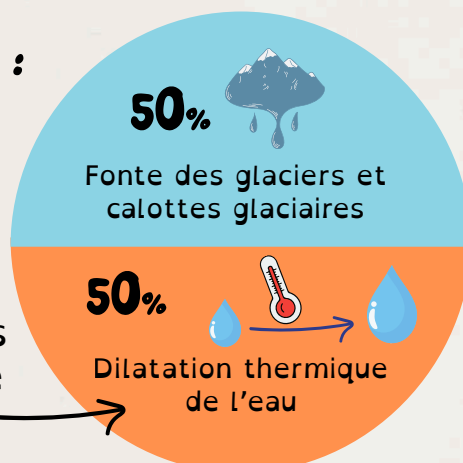 :
50%
Fonte des glaciers et
calottes glaciaires
50%
s
e
Dilatation thermique
de l'eau